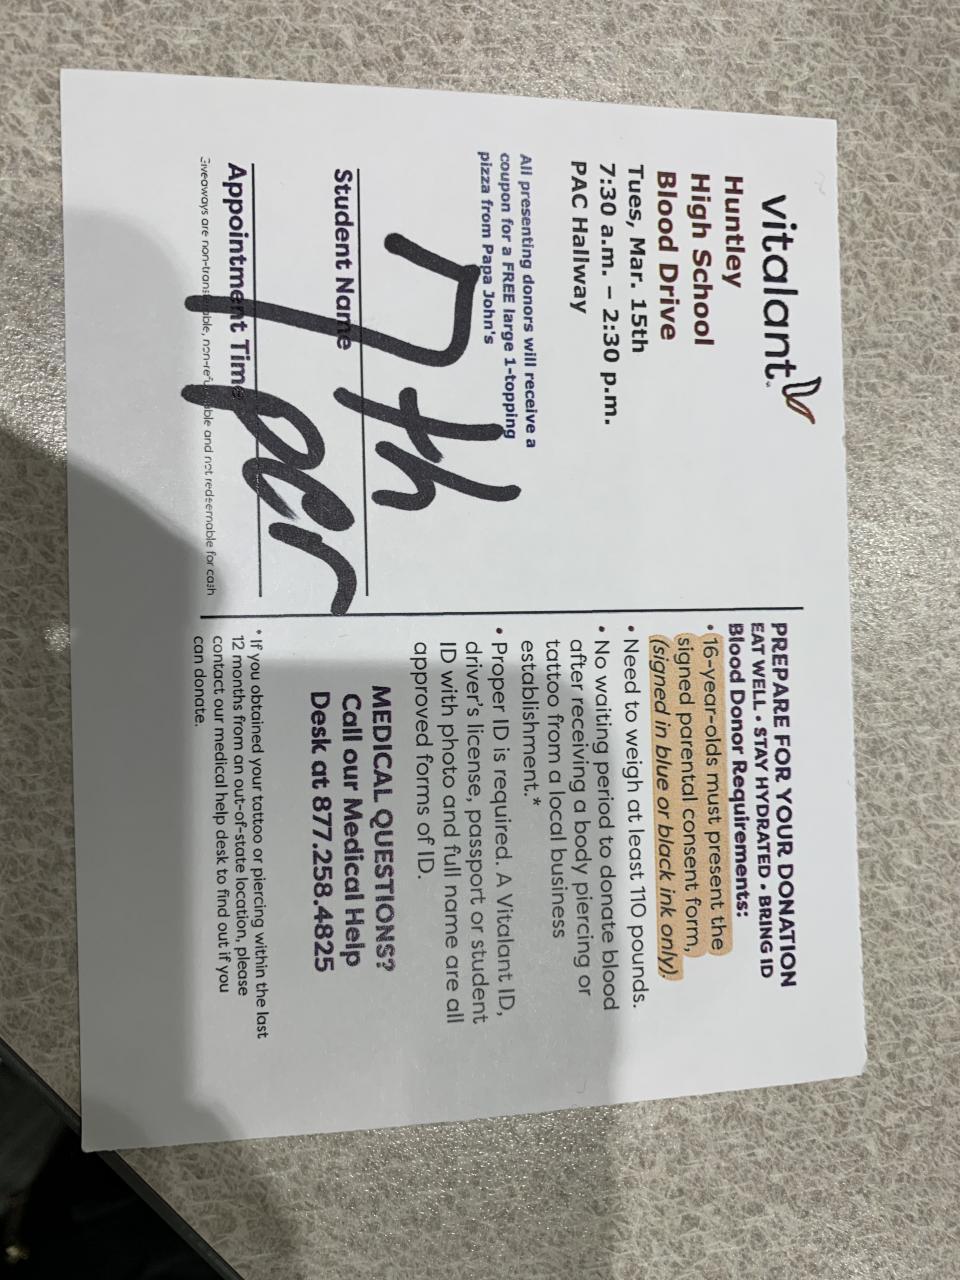 vitalant
Huntley
High School
Blood Drive
Tues, Mar. 15th
7:30 a.m. – 2:30 p.m.
PAC Hallway
All presenting donors will receive a
coupon for a FREE large 1-topping
pizza from Papa John's
7th
Student Name
7 per
Appointment Time
Giveaways are non-transferable, non-refundable and not redeemable for cash
PREPARE FOR YOUR DONATION
EAT WELL • STAY HYDRATED • BRING ID
Blood Donor Requirements:
• 16-year-olds must present the
signed parental consent form,
(signed in blue or black ink only).
• Need to weigh at least 110 pounds.
• No waiting period to donate blood
after receiving a body piercing or
tattoo from a local business
establishment.*
• Proper ID is required. A Vitalant ID,
driver's license, passport or student
ID with photo and full name are all
approved forms of ID.
MEDICAL QUESTIONS?
Call our Medical Help
Desk at 877.258.4825
* If you obtained your tattoo or piercing within the last
12 months from an out-of-state location, please
contact our medical help desk to find out if you
can donate.